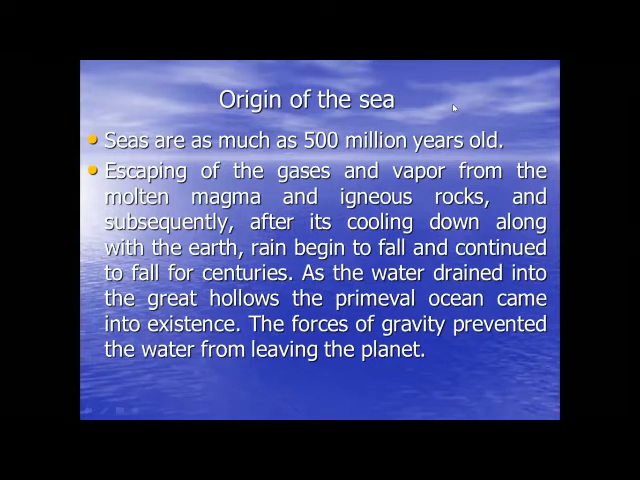 Origin of the sea
• Seas are as much as 500 million years old.
• Escaping of the gases and vapor from the
molten magma and igneous rocks, and
subsequently, after its cooling down along
with the earth, rain begin to fall and continued
to fall for centuries. As the water drained into
the great hollows the primeval ocean came
into existence. The forces of gravity prevented
the water from leaving the planet.